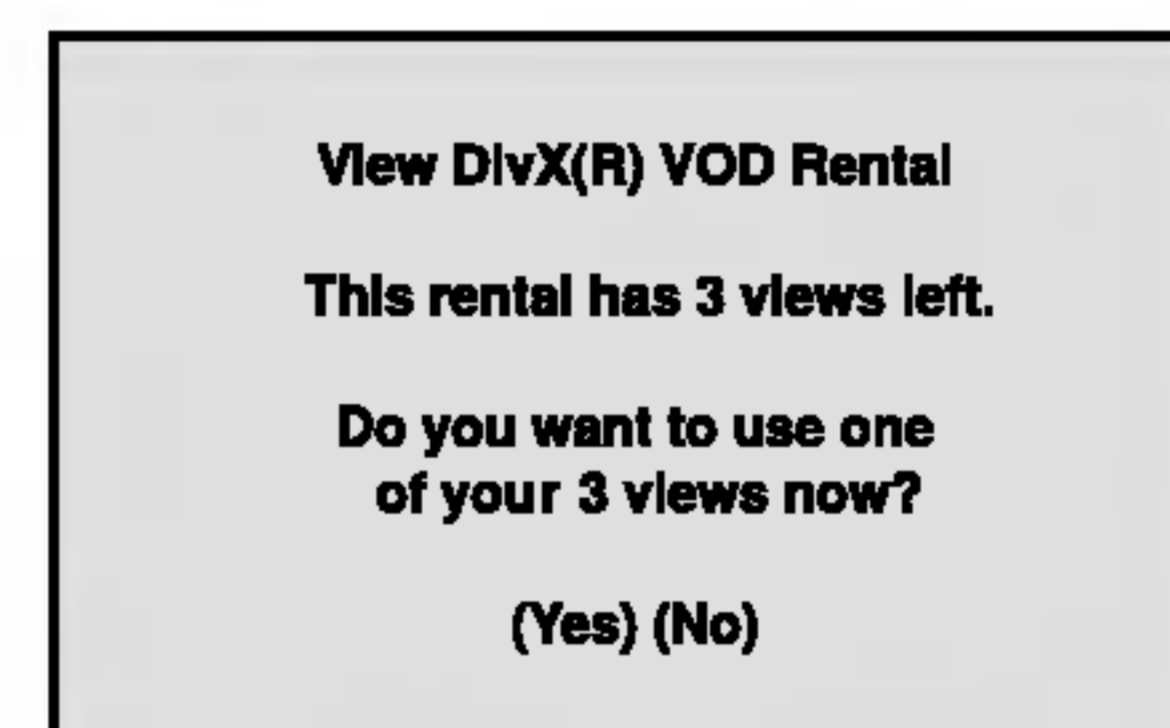 View DivX(R) VOD Rental
This rental has 3 views left.
Do you want to use one
of your 3 views now?
(Yes) (No)